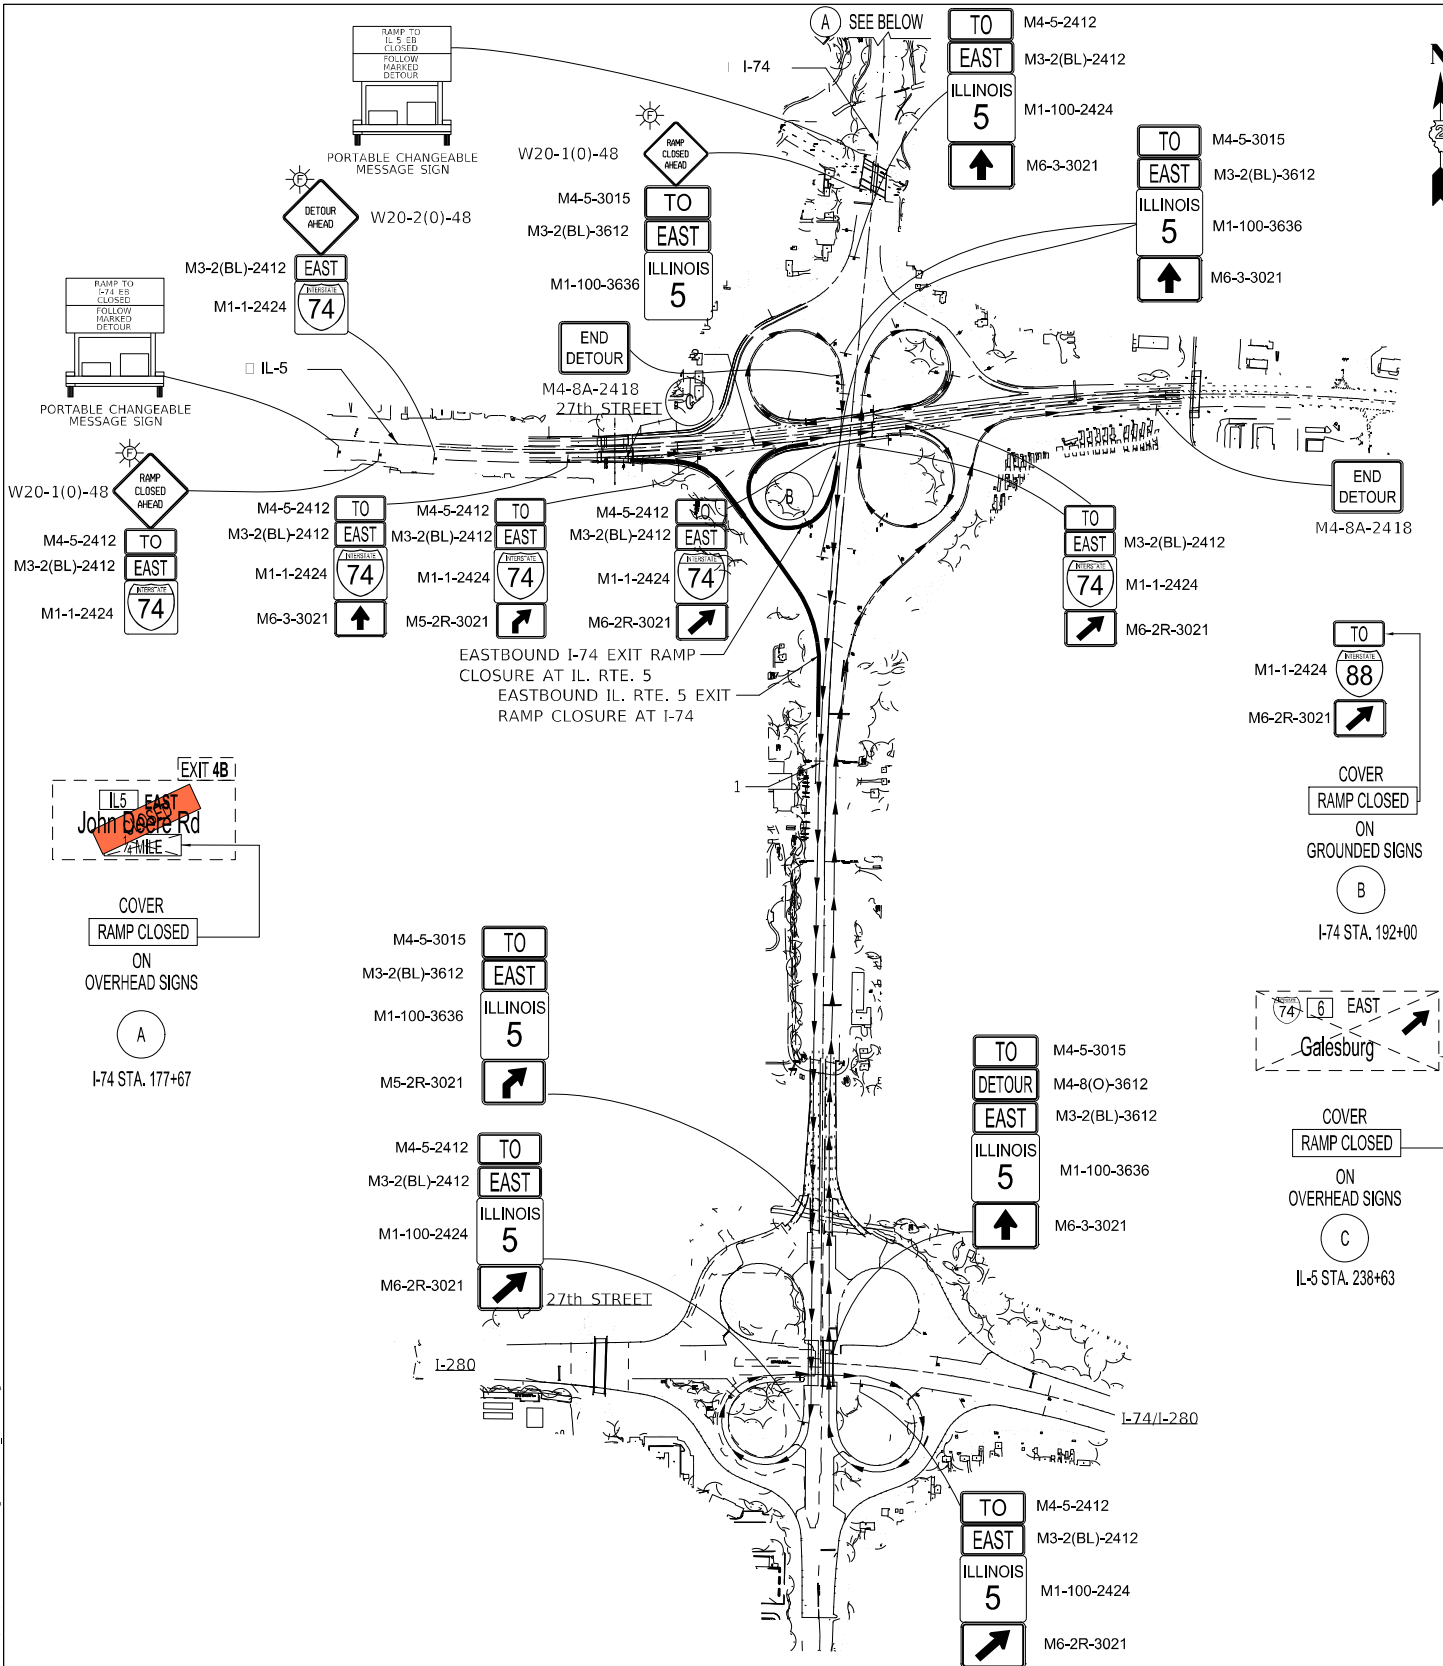 A SEE BELOW
I-74
TO M4-5-2412
EAST M3-2(BL)-2412
ILLINOIS
5 M1-100-2424
M6-3-3021
N
RAMP TO
IL 5 EB
CLOSED
FOLLOW
MARKED
DETOUR
PORTABLE CHANGEABLE
MESSAGE SIGN
F
W20-1(O)-48
RAMP
CLOSED
AHEAD
M4-5-3015 TO
M3-2(BL)-3612 EAST
ILLINOIS
M1-100-3636 5
TO M4-5-3015
EAST M3-2(BL)-3612
ILLINOIS
5 M1-100-3636
M6-3-3021
F
DETOUR
AHEAD
W20-2(O)-48
M3-2(BL)-2412 EAST
INTERSTATE
M1-1-2424 74
RAMP TO
I-74 EB
CLOSED
FOLLOW
MARKED
DETOUR
PORTABLE CHANGEABLE
MESSAGE SIGN
IL-5
END
DETOUR
M4-8A-2418
27th STREET
2
END
DETOUR
M4-8A-2418
F
W20-1(O)-48
RAMP
CLOSED
AHEAD
M4-5-2412 TO
M3-2(BL)-2412 EAST
INTERSTATE
M1-1-2424 74
M4-5-2412 TO
M3-2(BL)-2412 EAST
INTERSTATE
M1-1-2424 74
M6-3-3021
M4-5-2412 TO
M3-2(BL)-2412 EAST
INTERSTATE
M1-1-2424 74
M5-2R-3021
M4-5-2412 TO
M3-2(BL)-2412 EAST
INTERSTATE
M1-1-2424 74
M6-2R-3021
B
TO
EAST M3-2(BL)-2412
INTERSTATE
74 M1-1-2424
M6-2R-3021
EASTBOUND I-74 EXIT RAMP
CLOSURE AT IL. RTE. 5
EASTBOUND IL. RTE. 5 EXIT
RAMP CLOSURE AT I-74
1
TO
INTERSTATE
M1-1-2424 88
M6-2R-3021
COVER
RAMP CLOSED
ON
GROUNDED SIGNS
B
I-74 STA. 192+00
EXIT 4B
IL5 EAST
John Deere Rd
CLOSED
1/4 MILE
COVER
RAMP CLOSED
ON
OVERHEAD SIGNS
A
I-74 STA. 177+67
M4-5-3015 TO
M3-2(BL)-3612 EAST
ILLINOIS
M1-100-3636 5
M5-2R-3021
M4-5-2412 TO
M3-2(BL)-2412 EAST
ILLINOIS
M1-100-2424 5
M6-2R-3021
27th STREET
TO M4-5-3015
DETOUR M4-8(O)-3612
EAST M3-2(BL)-3612
ILLINOIS
5 M1-100-3636
M6-3-3021
74 6 EAST
Galesburg
COVER
RAMP CLOSED
ON
OVERHEAD SIGNS
C
IL-5 STA. 238+63
I-280
I-74/I-280
TO M4-5-2412
EAST M3-2(BL)-2412
ILLINOIS
5 M1-100-2424
M6-2R-3021